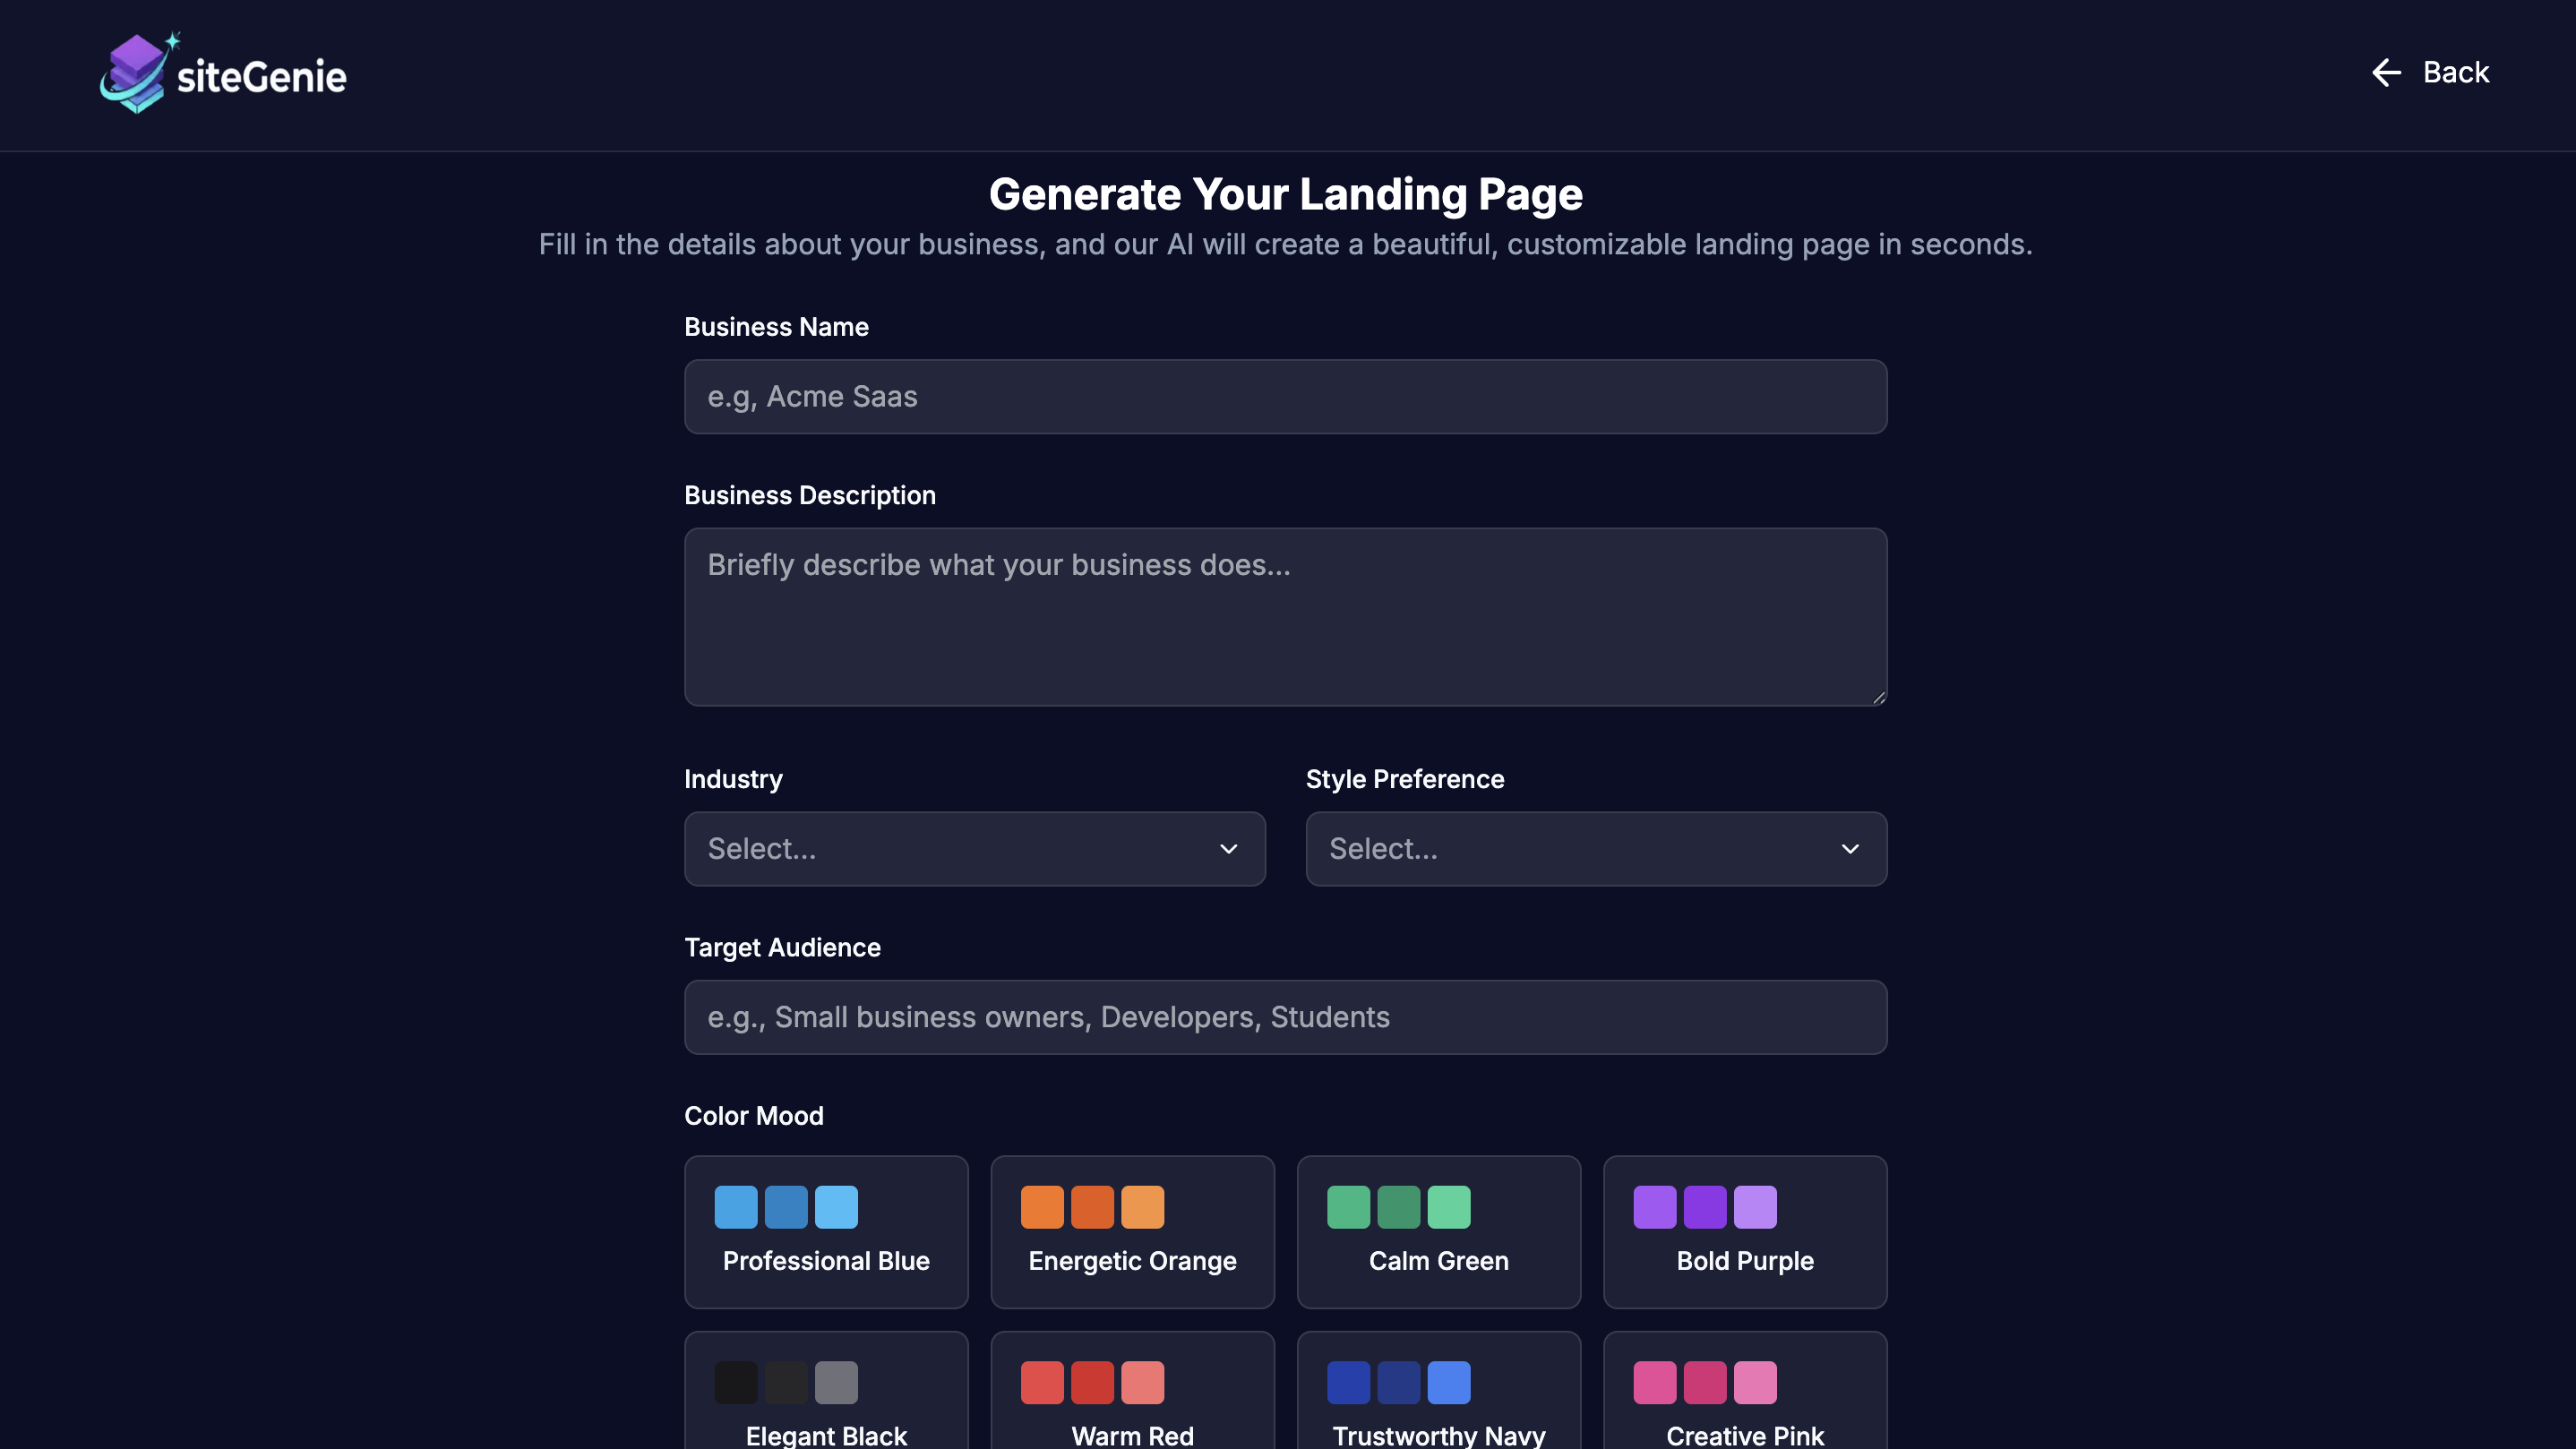 siteGenie
Back
Generate Your Landing Page
Fill in the details about your business, and our AI will create a beautiful, customizable landing page in seconds.
Business Name
e.g, Acme Saas
Business Description
Briefly describe what your business does...
Industry
Style Preference
Select...
Select...
Target Audience
e.g., Small business owners, Developers, Students
Color Mood
Professional Blue
Energetic Orange
Calm Green
Bold Purple
Elegant Black
Warm Red
Trustworthy Navy
Creative Pink